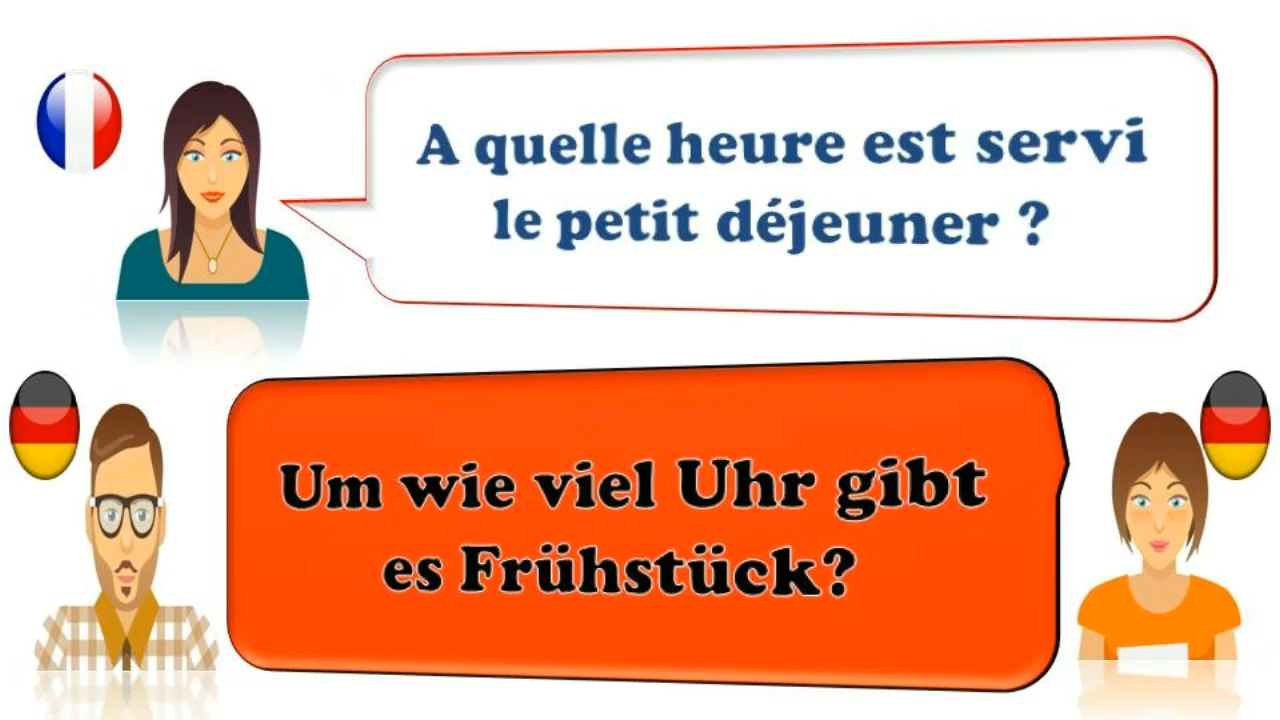 A quelle heure est servi
le petit déjeuner ?
Um wie viel Uhr gibt
es Frühstück?